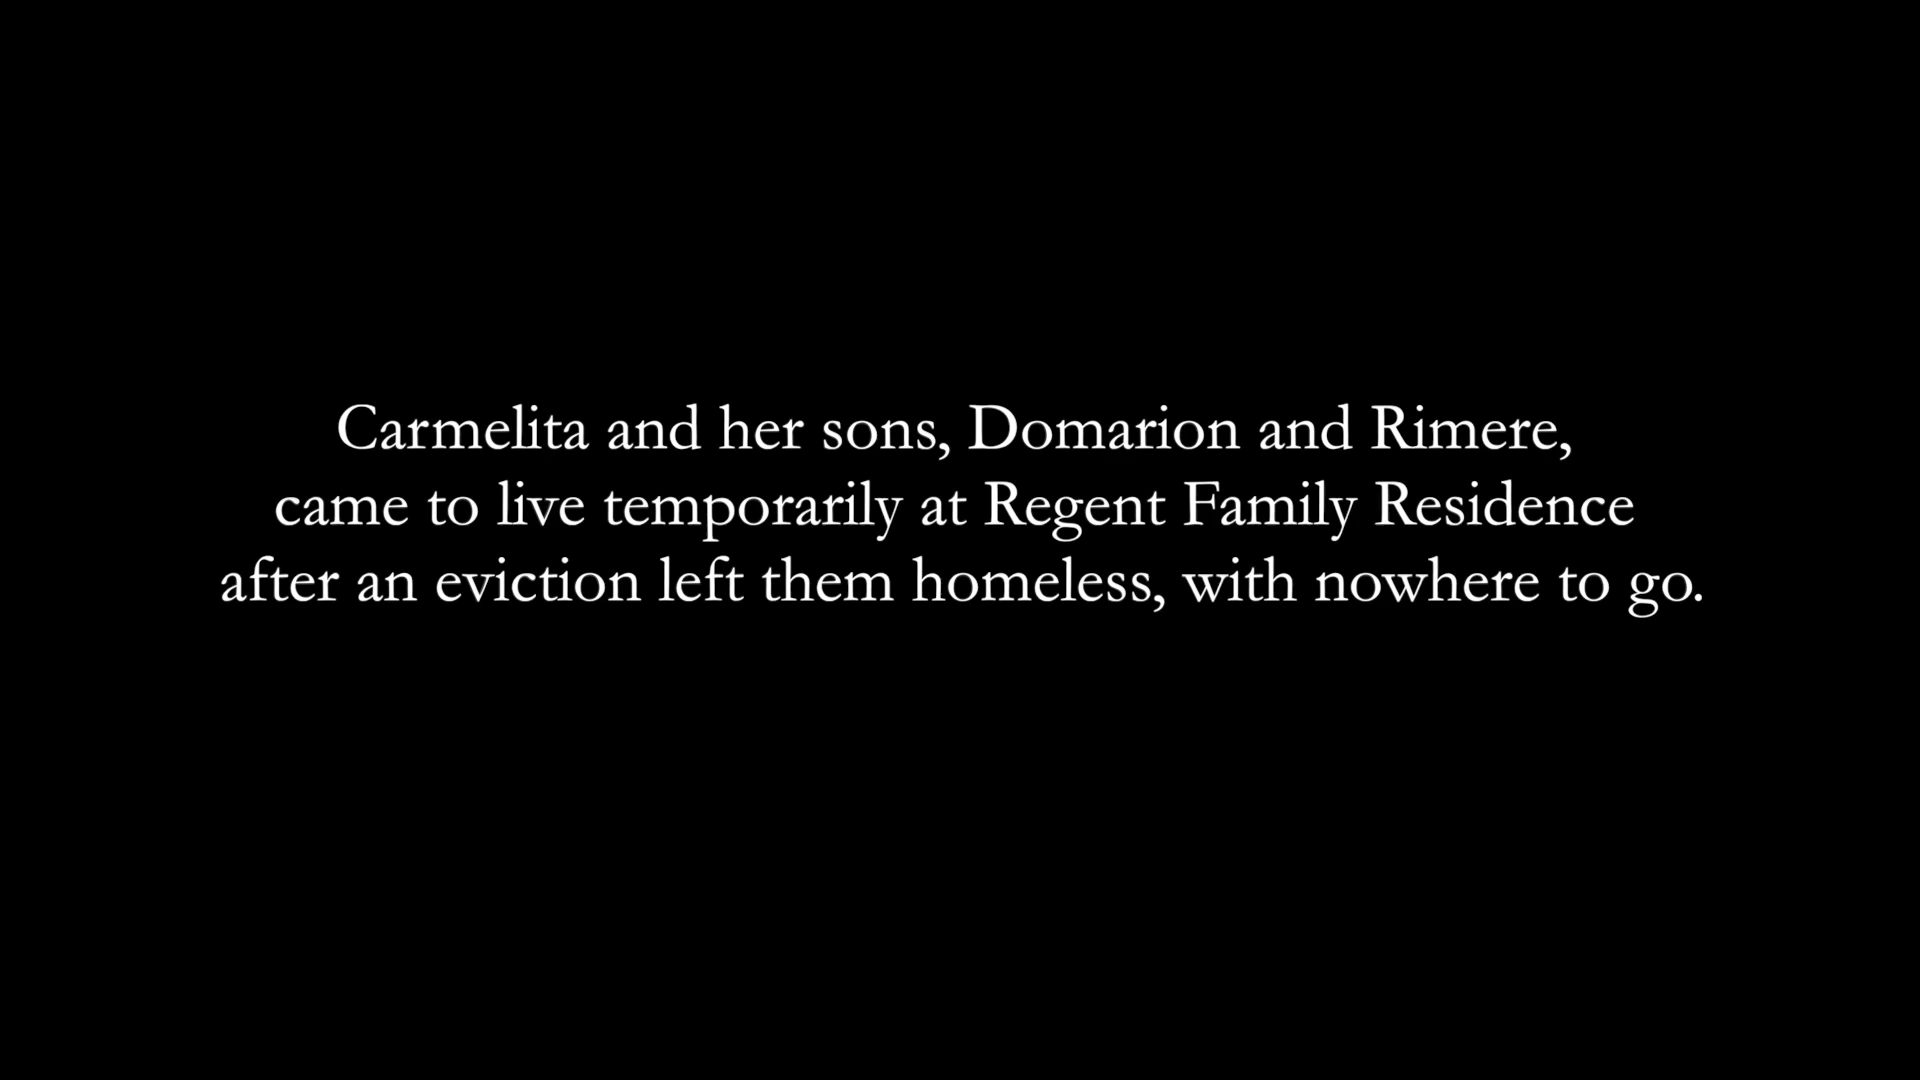 Carmelita and her sons, Domarion and Rimere,
came to live temporarily at Regent Family Residence
after an eviction left them homeless, with nowhere to go.